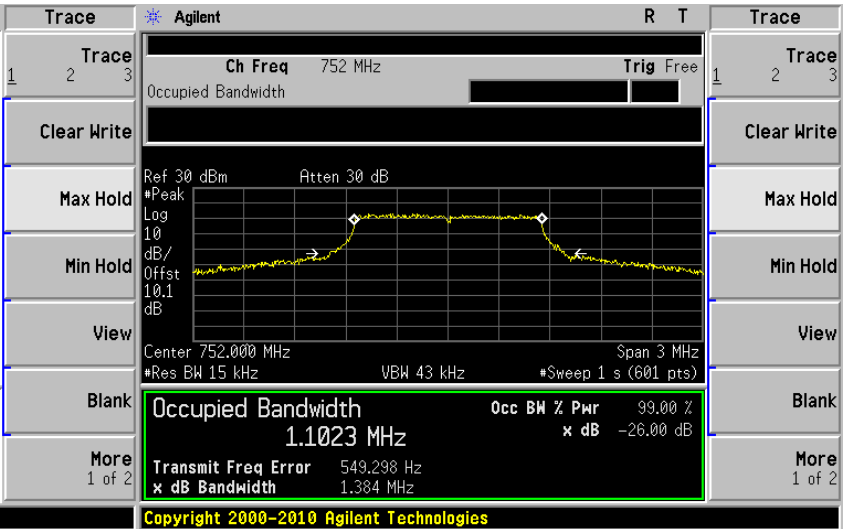 Trace
Agilent
R T
Trace
Trace
1 2 3
Clear Write
Max Hold
Min Hold
View
Blank
More
1 of 2
Ch Freq 752 MHz
Trig Free
Occupied Bandwidth
Ref 30 dBm
Atten 30 dB
#Peak
Log
10
dB/
Offst
10.1
dB
Center 752.000 MHz
Span 3 MHz
#Res BW 15 kHz
VBW 43 kHz
#Sweep 1 s (601 pts)
Occupied Bandwidth
1.1023 MHz
Occ BW % Pwr 99.00 %
x dB -26.00 dB
Transmit Freq Error 549.298 Hz
x dB Bandwidth 1.384 MHz
Copyright 2000-2010 Agilent Technologies
Trace
1 2 3
Clear Write
Max Hold
Min Hold
View
Blank
More
1 of 2